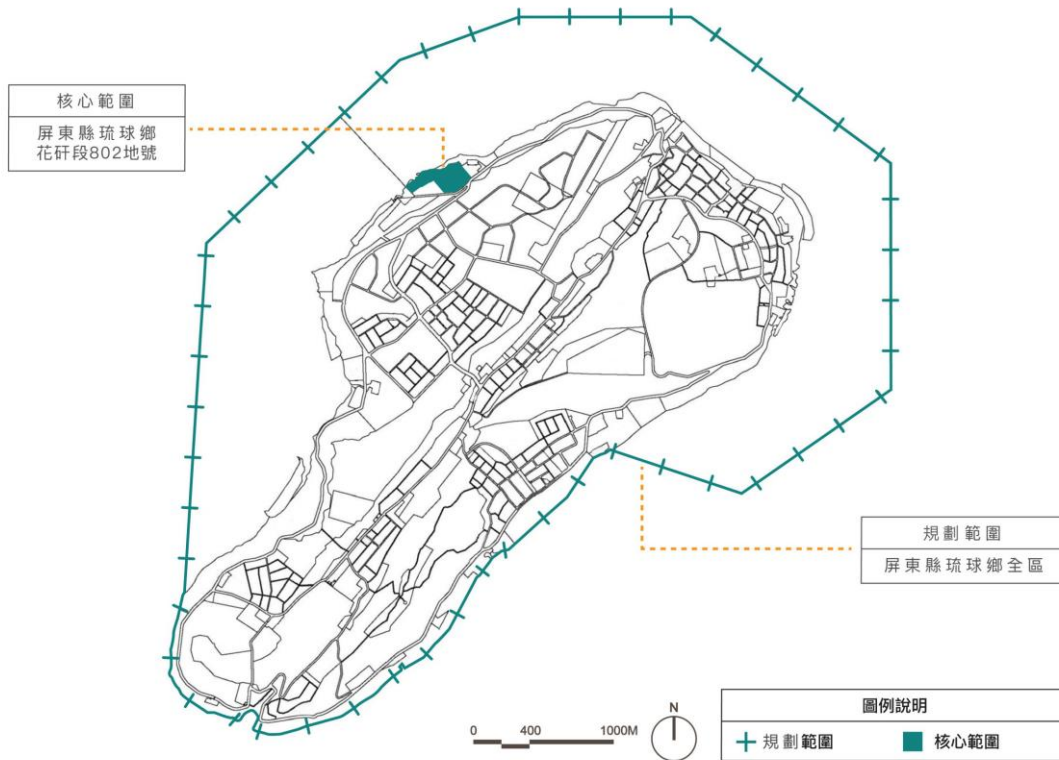 核心範圍
屏東縣琉球鄉
花矸段802地號
規劃範圍
屏東縣琉球鄉全區
0 400 1000M
N
圖例說明
規劃範圍
核心範圍